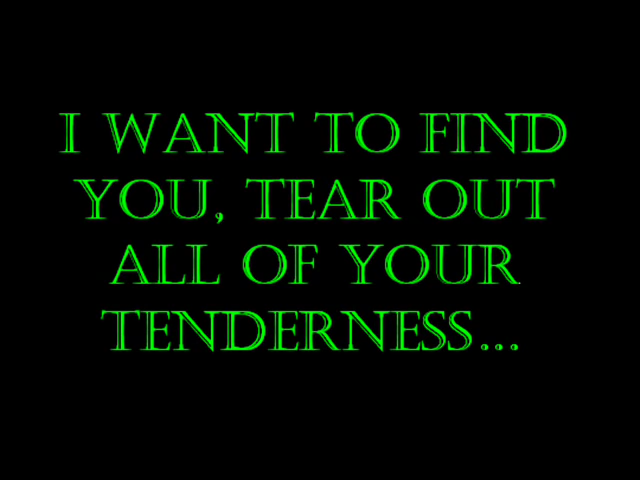 I WANT TO FIND
YOU, TEAR OUT
ALL OF YOUR
TENDERNESS...